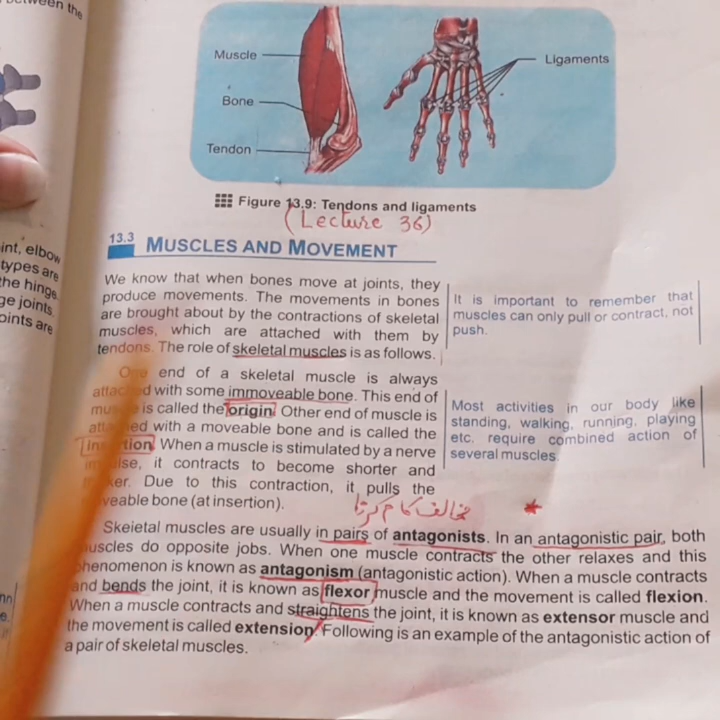 between the
Muscle
Bone
Tendon
Ligaments
Figure 13.9: Tendons and ligaments
(Lecture 36)
int, elbow
types are
the hinge
ge joints.
oints are
13.3 MUSCLES AND MOVEMENT
We know that when bones move at joints, they
produce movements. The movements in bones
are brought about by the contractions of skeletal
muscles, which are attached with them by
tendons. The role of skeletal muscles is as follows.
It is important to remember that
muscles can only pull or contract, not
push.
One end of a skeletal muscle is always
attached with some immoveable bone. This end of
muscle is called the origin. Other end of muscle is
attached with a moveable bone and is called the
insertion. When a muscle is stimulated by a nerve
impulse, it contracts to become shorter and
thicker. Due to this contraction, it pulls the
moveable bone (at insertion).
Most activities in our body like
standing, walking, running, playing
etc. require combined action of
several muscles.
مخالف کام کرنا
Skeletal muscles are usually in pairs of antagonists. In an antagonistic pair, both
muscles do opposite jobs. When one muscle contracts the other relaxes and this
phenomenon is known as antagonism (antagonistic action). When a muscle contracts
and bends the joint, it is known as flexor muscle and the movement is called flexion.
When a muscle contracts and straightens the joint, it is known as extensor muscle and
the movement is called extension. Following is an example of the antagonistic action of
a pair of skeletal muscles.